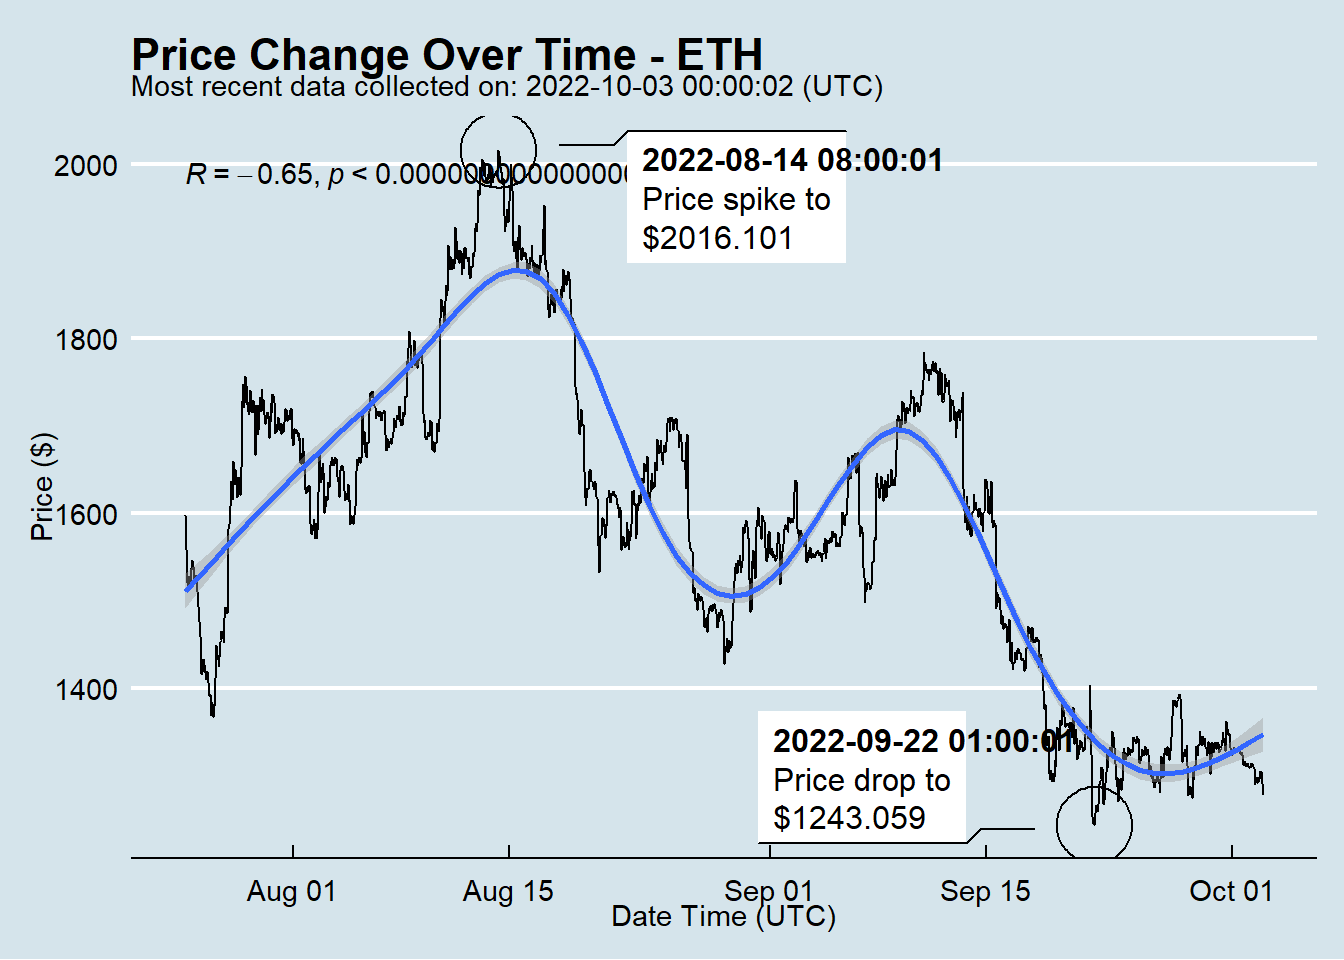 Price Change Over Time - ETH
Most recent data collected on: 2022-10-03 00:00:02 (UTC)
2000
R = −0.65, p <
2022-08-14 08:00:01
Price spike to
$2016.101
1800
Price ($)
1600
1400
2022-09-22 01:00:01
Price drop to
$1243.059
Aug 01
Aug 15
Sep 01
Sep 15
Oct 01
Date Time (UTC)